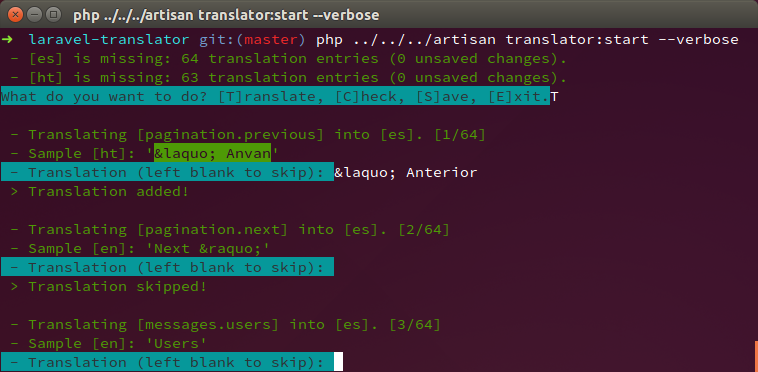 php ../../../artisan translator:start --verbose
➜ laravel-translator git:(master) php ../../../artisan translator:start --verbose
- [es] is missing: 64 translation entries (0 unsaved changes).
- [ht] is missing: 63 translation entries (0 unsaved changes).
What do you want to do? [T]ranslate, [C]heck, [S]ave, [E]xit.T
- Translating [pagination.previous] into [es]. [1/64]
- Sample [ht]: '&laquo; Anvan'
- Translation (left blank to skip): &laquo; Anterior
> Translation added!
- Translating [pagination.next] into [es]. [2/64]
- Sample [en]: 'Next &raquo;'
- Translation (left blank to skip):
> Translation skipped!
- Translating [messages.users] into [es]. [3/64]
- Sample [en]: 'Users'
- Translation (left blank to skip):